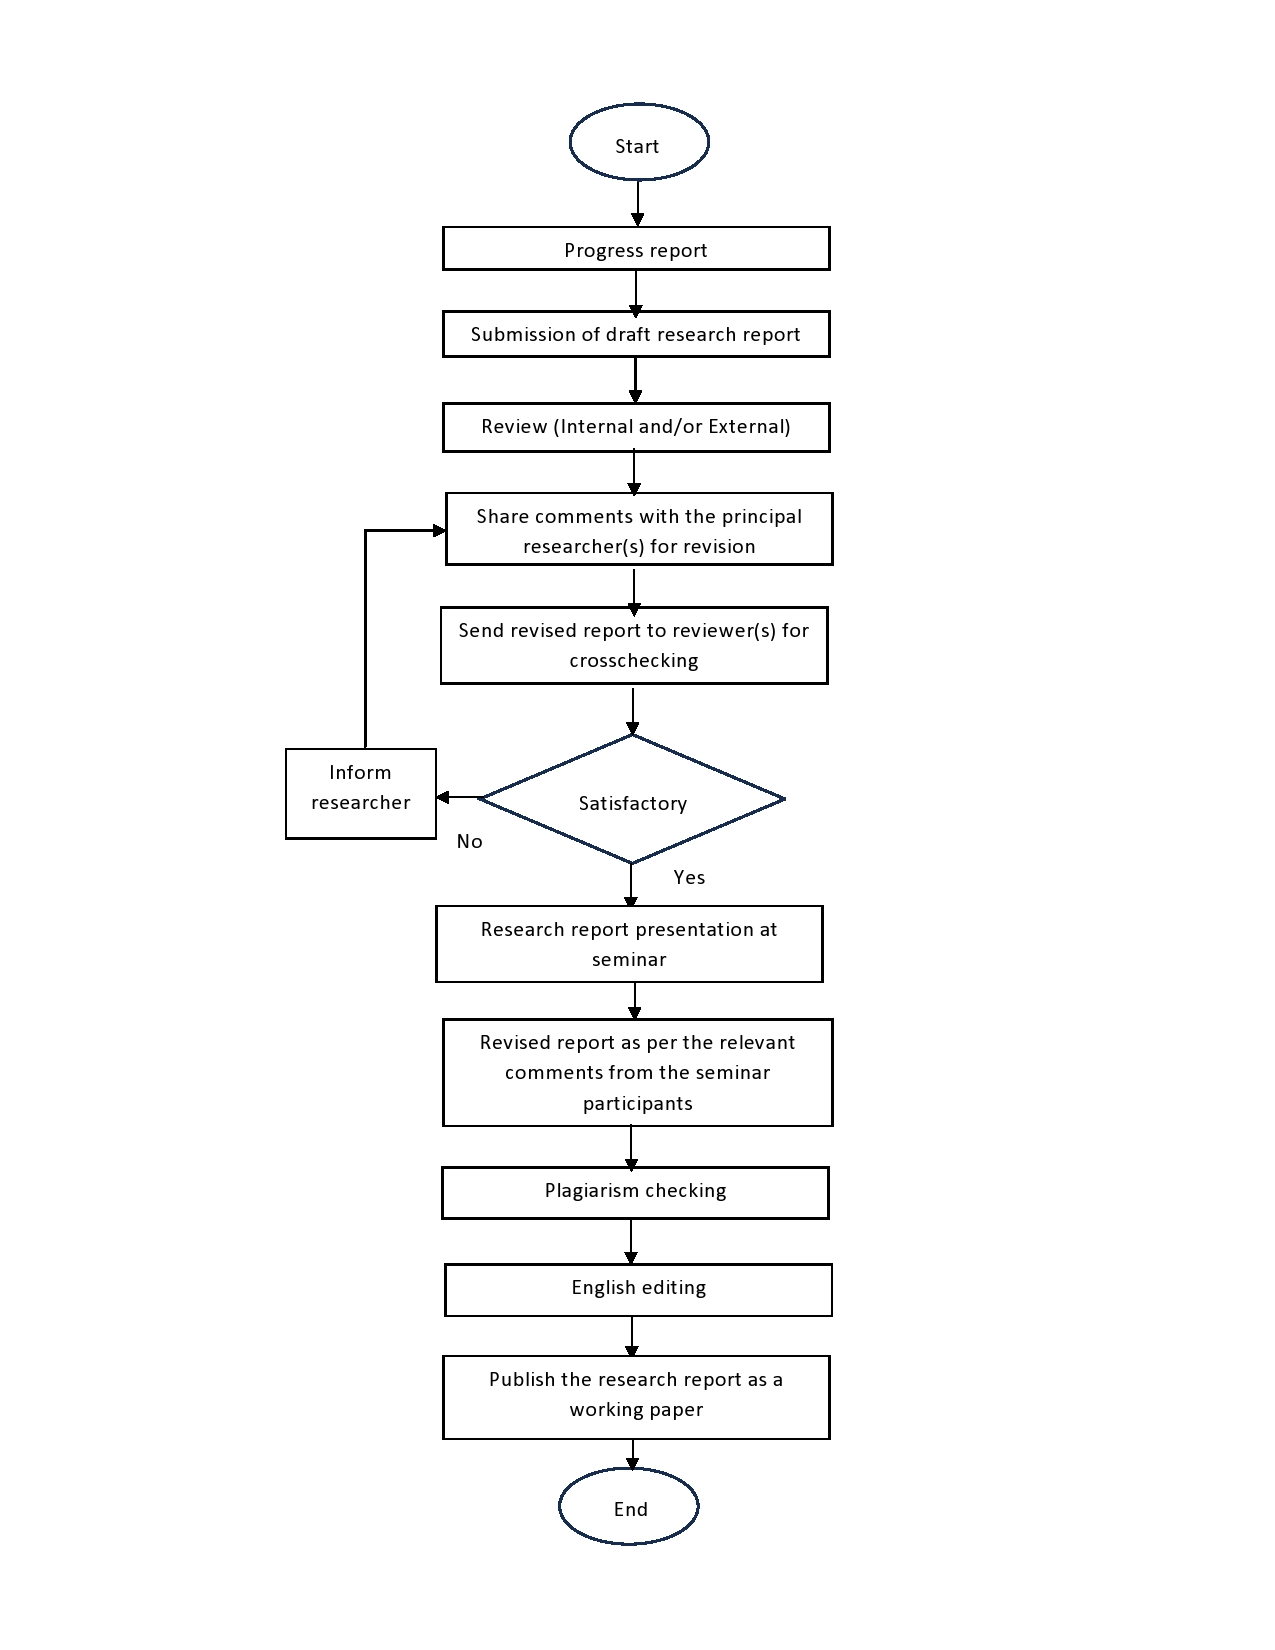 Start
Progress report
Submission of draft research report
Review (Internal and/or External)
Share comments with the principal
researcher(s) for revision
Send revised report to reviewer(s) for
crosschecking
Inform
researcher
Satisfactory
No
Yes
Research report presentation at
seminar
Revised report as per the relevant
comments from the seminar
participants
Plagiarism checking
English editing
Publish the research report as a
working paper
End